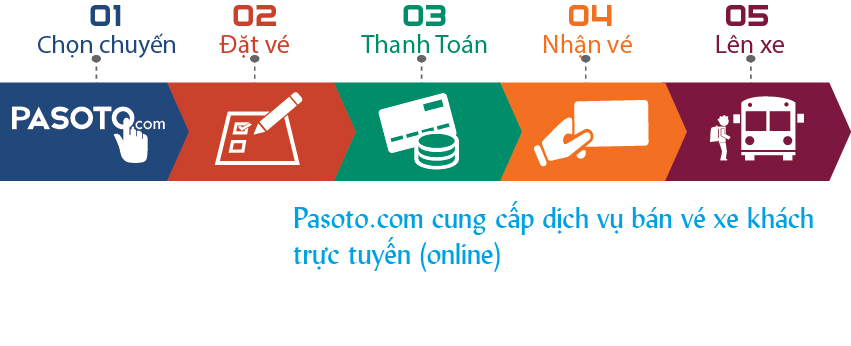 01 02 03 04 05
Chọn chuyến Đặt vé Thanh Toán Nhận vé Lên xe
PASOTO.com
Pasoto.com cung cấp dịch vụ bán vé xe khách
trực tuyến (online)